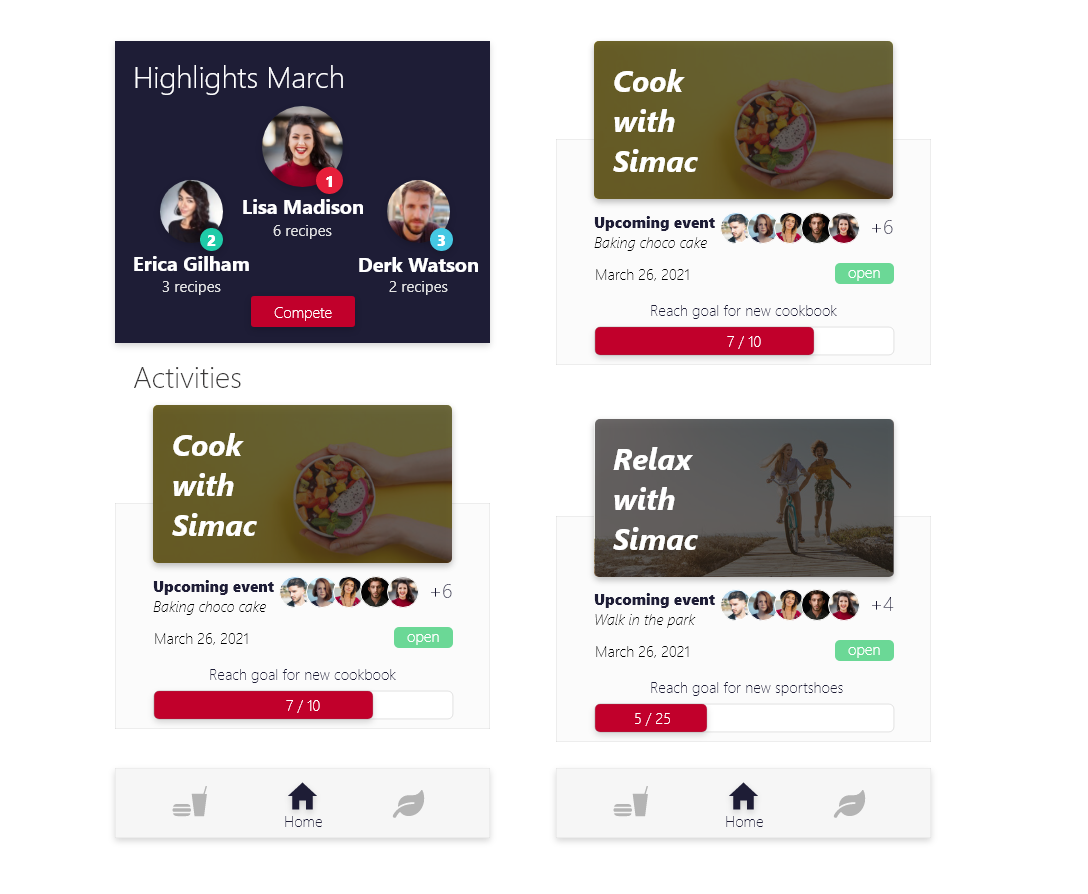 Highlights March
1
Lisa Madison
6 recipes
2
Erica Gilham
3 recipes
3
Derk Watson
2 recipes
Compete
Activities
Cook
with
Simac
Upcoming event
Baking choco cake
+6
March 26, 2021
open
Reach goal for new cookbook
7 / 10
Home
Cook
with
Simac
Upcoming event
Baking choco cake
+6
March 26, 2021
open
Reach goal for new cookbook
7 / 10
Relax
with
Simac
Upcoming event
Walk in the park
+4
March 26, 2021
open
Reach goal for new sportshoes
5 / 25
Home